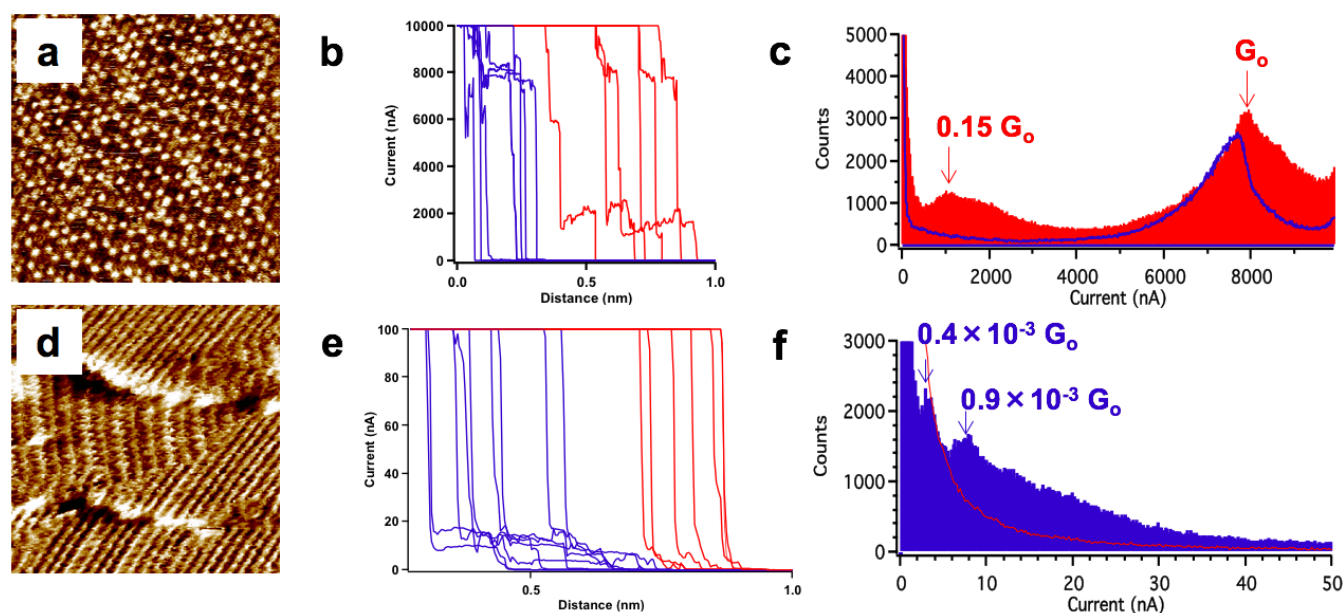 a
b
10000
8000
6000
4000
2000
0
Current (nA)
0.0
0.5
1.0
Distance (nm)
c
5000
4000
3000
2000
1000
0
Counts
0.15 Gₒ
Gₒ
0
2000
4000
6000
8000
Current (nA)
d
e
100
80
60
40
20
0
Current (nA)
0.5
1.0
Distance (nm)
f
3000
2000
1000
0
Counts
0.4×10⁻³ Gₒ
0.9×10⁻³ Gₒ
0
10
20
30
40
50
Current (nA)